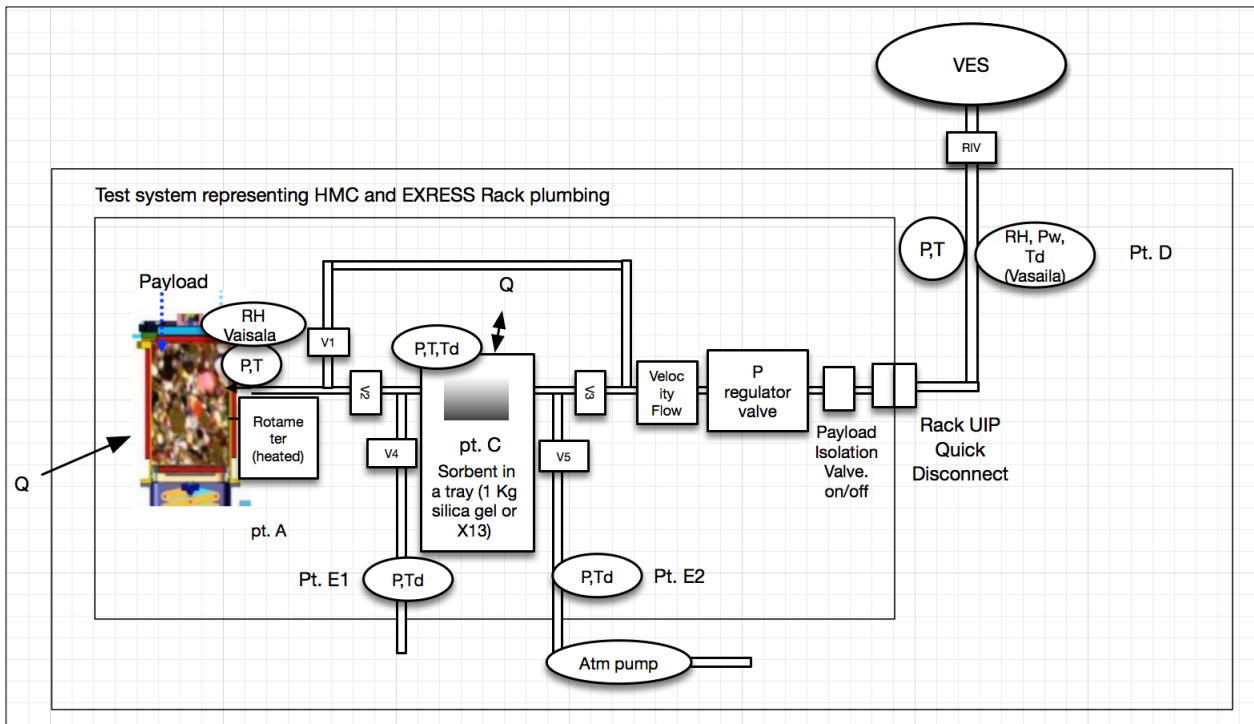 VES
RIV
Test system representing HMC and EXRESS Rack plumbing
P,T
RH, Pw,
Td
(Vasaila)
Pt. D
Payload
RH
Vaisala
P,T
V1
Q
P,T,Td
V2
V3
Veloc
ity
Flow
P
regulator
valve
Payload
Isolation
Valve.
on/off
Rack UIP
Quick
Disconnect
Rotame
ter
(heated)
Q
pt. A
V4
pt. C
Sorbent in
a tray (1 Kg
silica gel or
X13)
V5
Pt. E1
P,Td
P,Td
Pt. E2
Atm pump